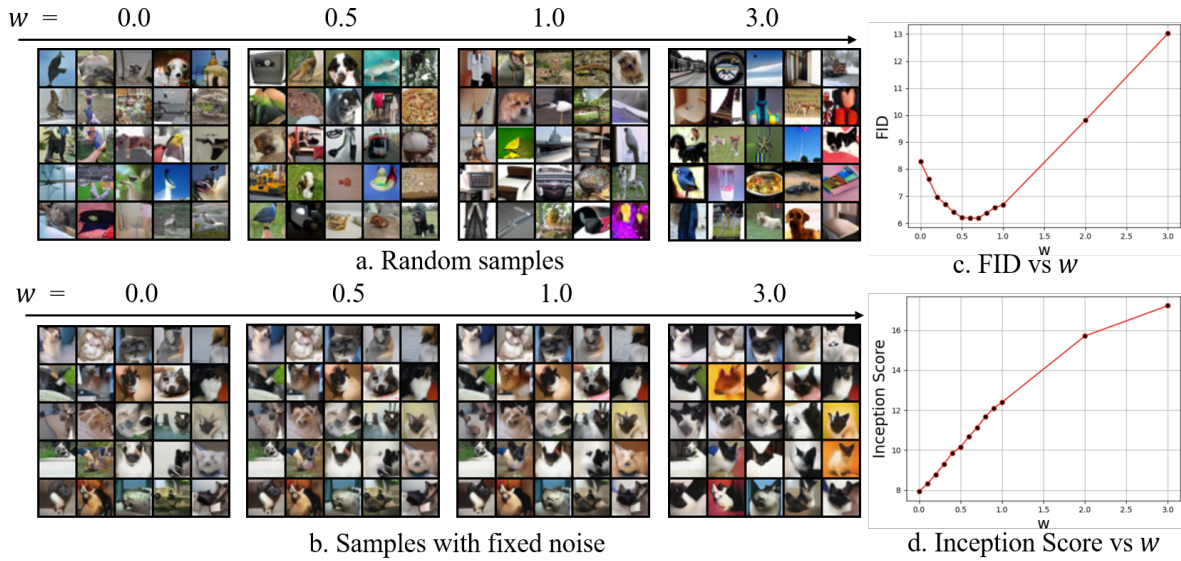 w = 0.0 0.5 1.0 3.0
a. Random samples
w = 0.0 0.5 1.0 3.0
b. Samples with fixed noise
13
12
11
10
9
8
7
6
FID
0.0 0.5 1.0 1.5 2.0 2.5 3.0
w
c. FID vs w
16
14
12
10
8
Inception Score
0.0 0.5 1.0 1.5 2.0 2.5 3.0
w
d. Inception Score vs w